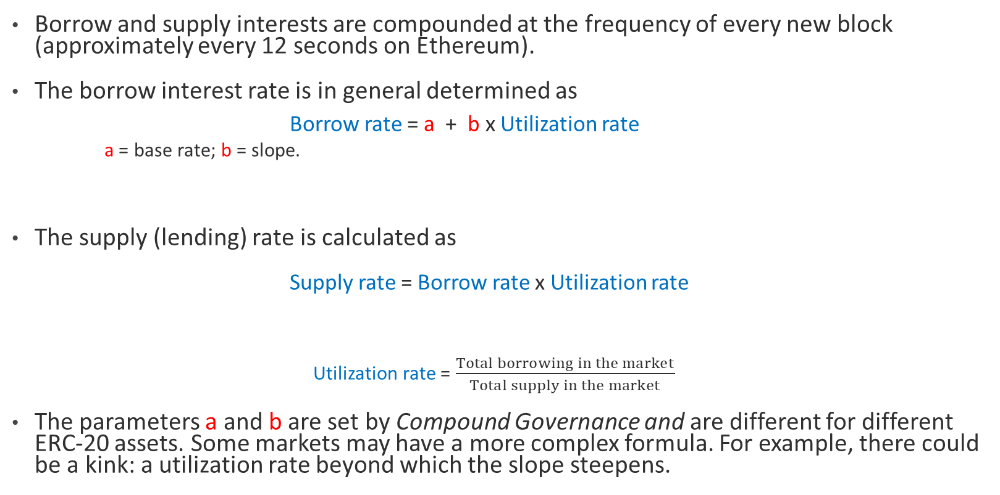 • Borrow and supply interests are compounded at the frequency of every new block
(approximately every 12 seconds on Ethereum).
• The borrow interest rate is in general determined as
Borrow rate = a + b x Utilization rate
a = base rate; b = slope.
• The supply (lending) rate is calculated as
Supply rate = Borrow rate x Utilization rate
Utilization rate = Total borrowing in the market
Total supply in the market
• The parameters a and b are set by Compound Governance and are different for different
ERC-20 assets. Some markets may have a more complex formula. For example, there could
be a kink: a utilization rate beyond which the slope steepens.